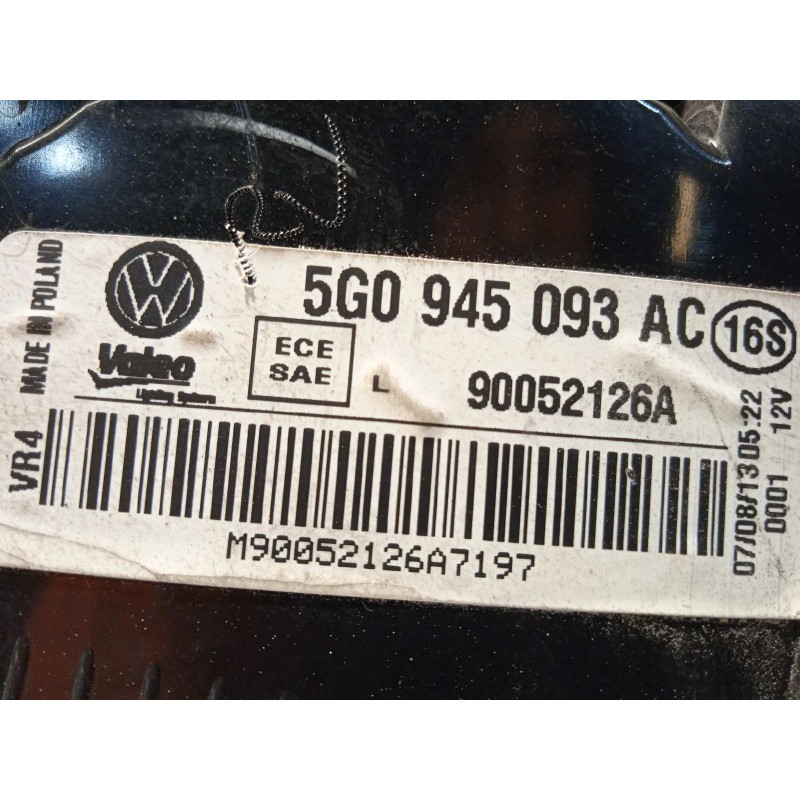 MADE IN POLAND
VR4
5G0 945 093 AC 16S
Valeo
Lighting Systems
ECE
SAE
L
90052126A
M90052126A7197
07/08/13 05:22
0001 12V